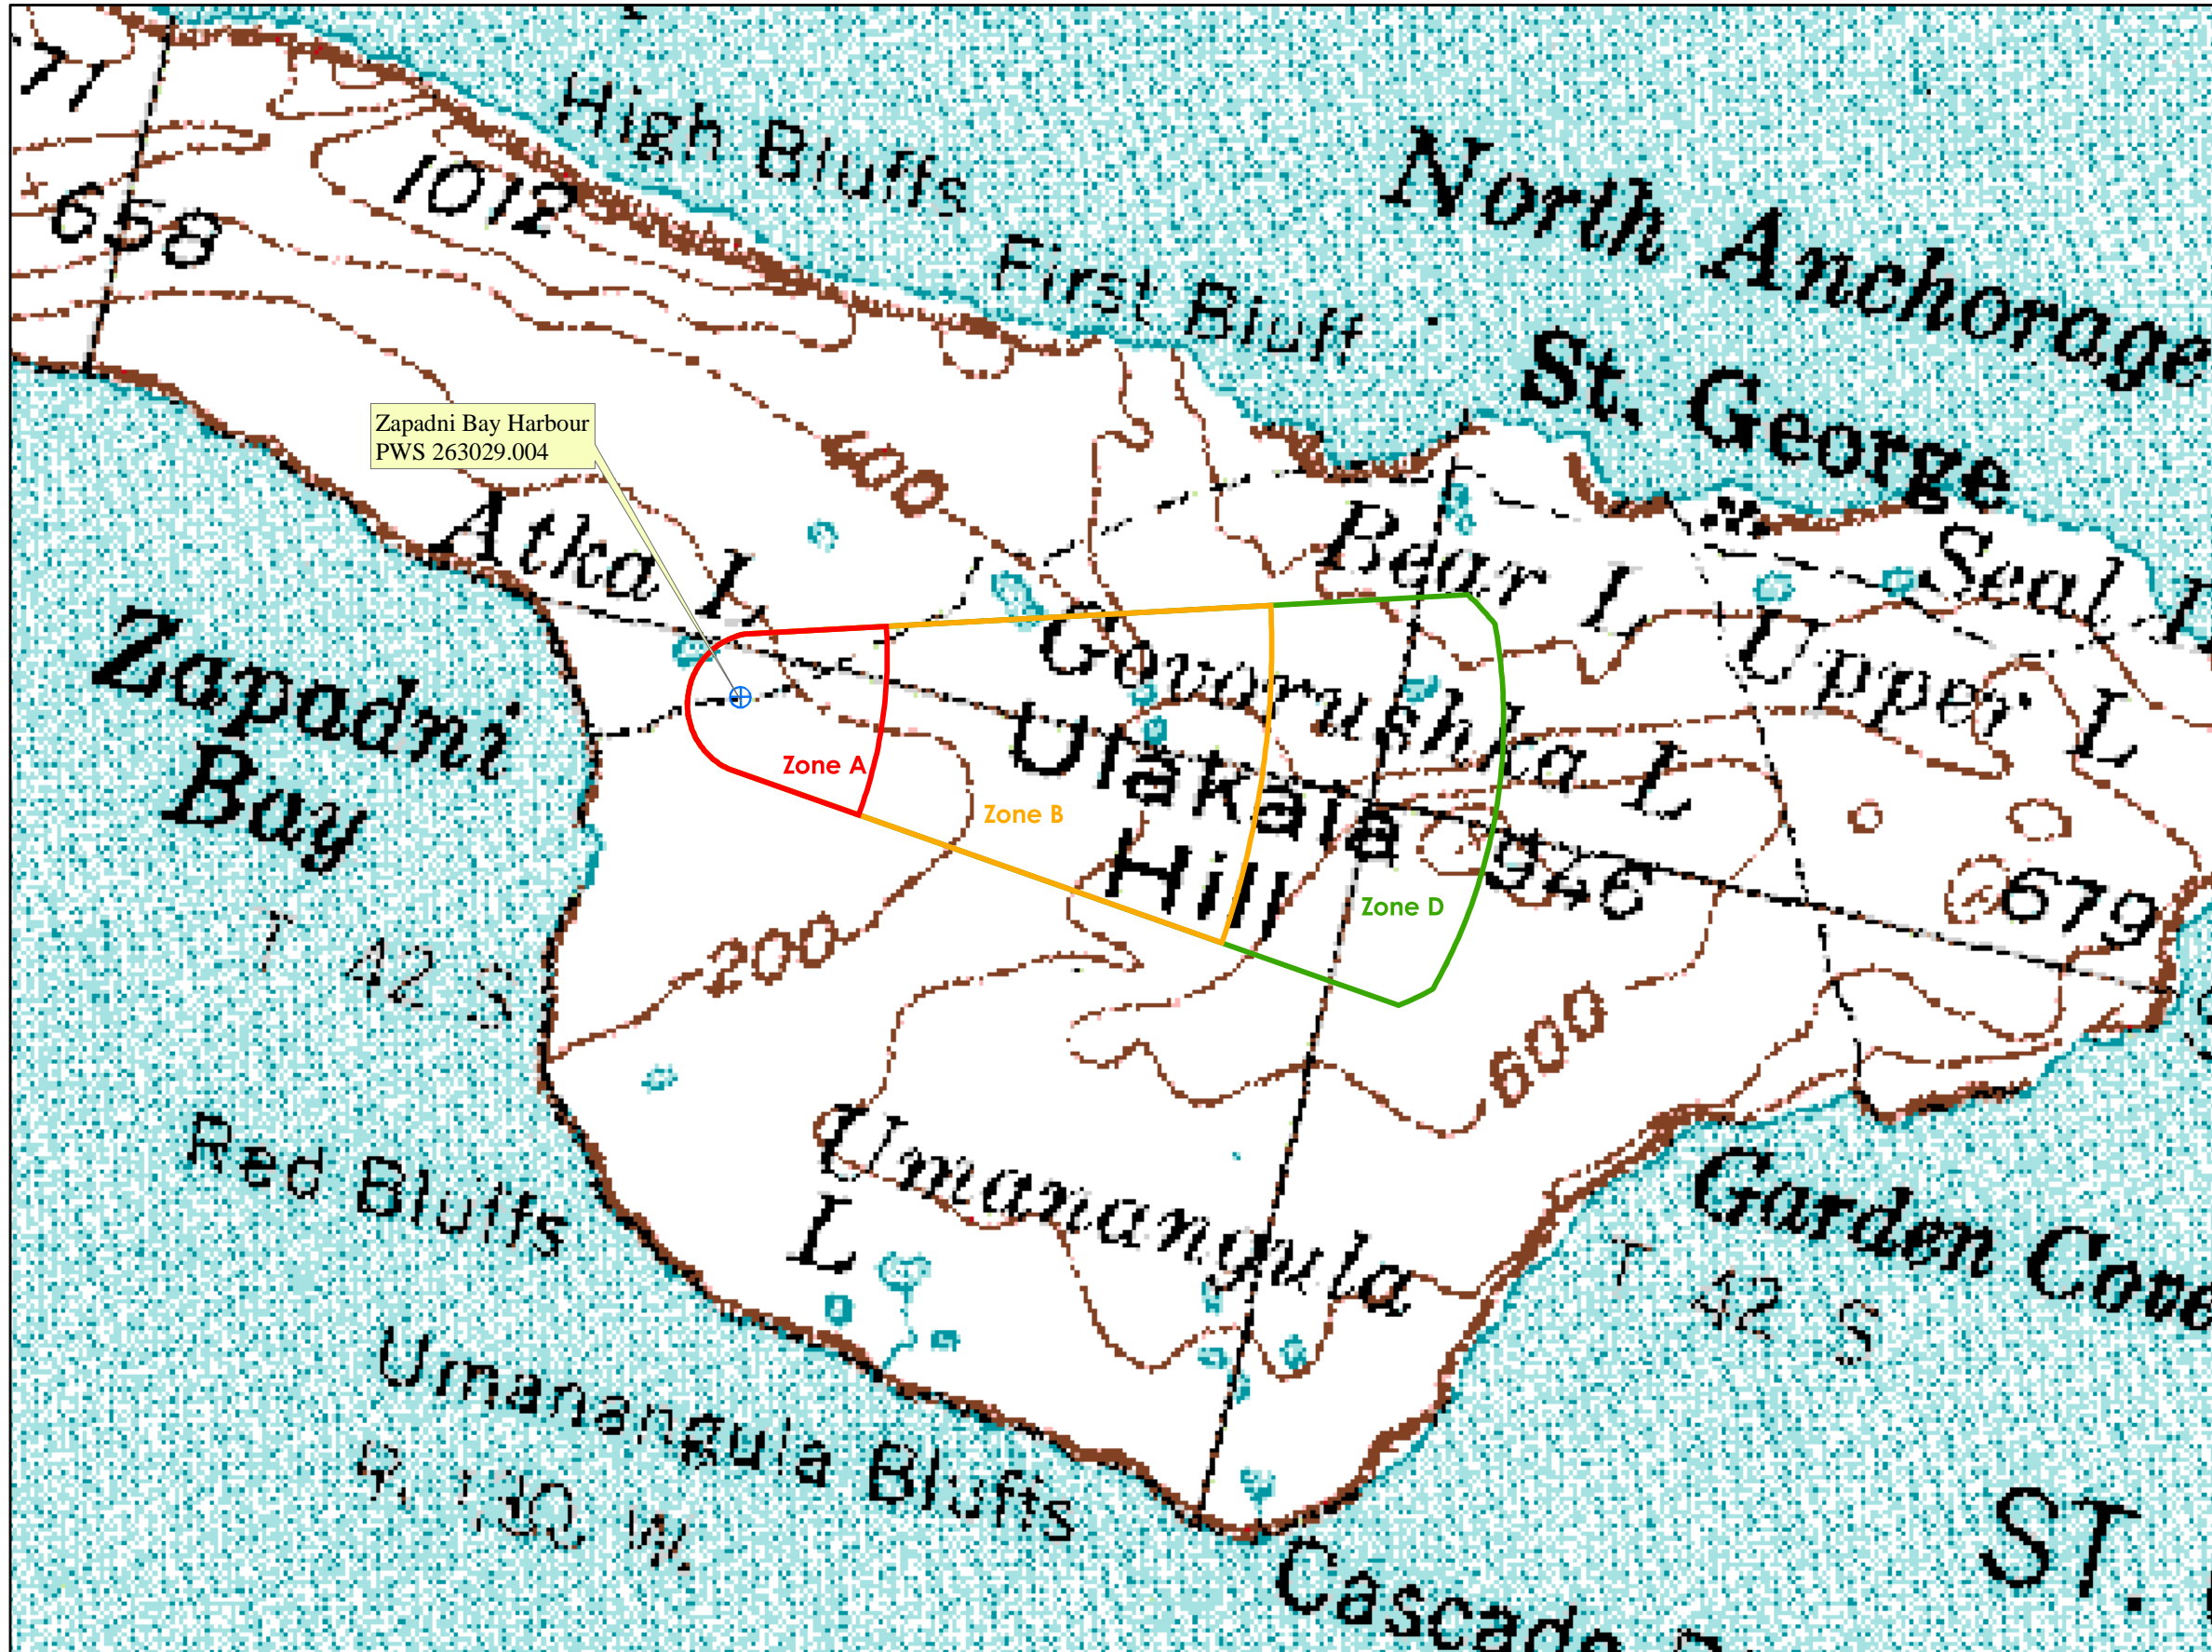 71
High Bluffs
North Anchorage
1012
658
First Bluff
St. George
Zapadni Bay Harbour
PWS 263029.004
400
Atka L
Bear L
Seal L
Zapadni
Bay
Govorushka L
Upper L
Ulakaia
Hill
Zone A
Zone B
Zone D
946
679
200
T 42 S
600
Red Bluffs
Umanangula
L
Garden Cove
T 42 S
Umanangula Bluffs
R. 130 W.
ST.
Cascade